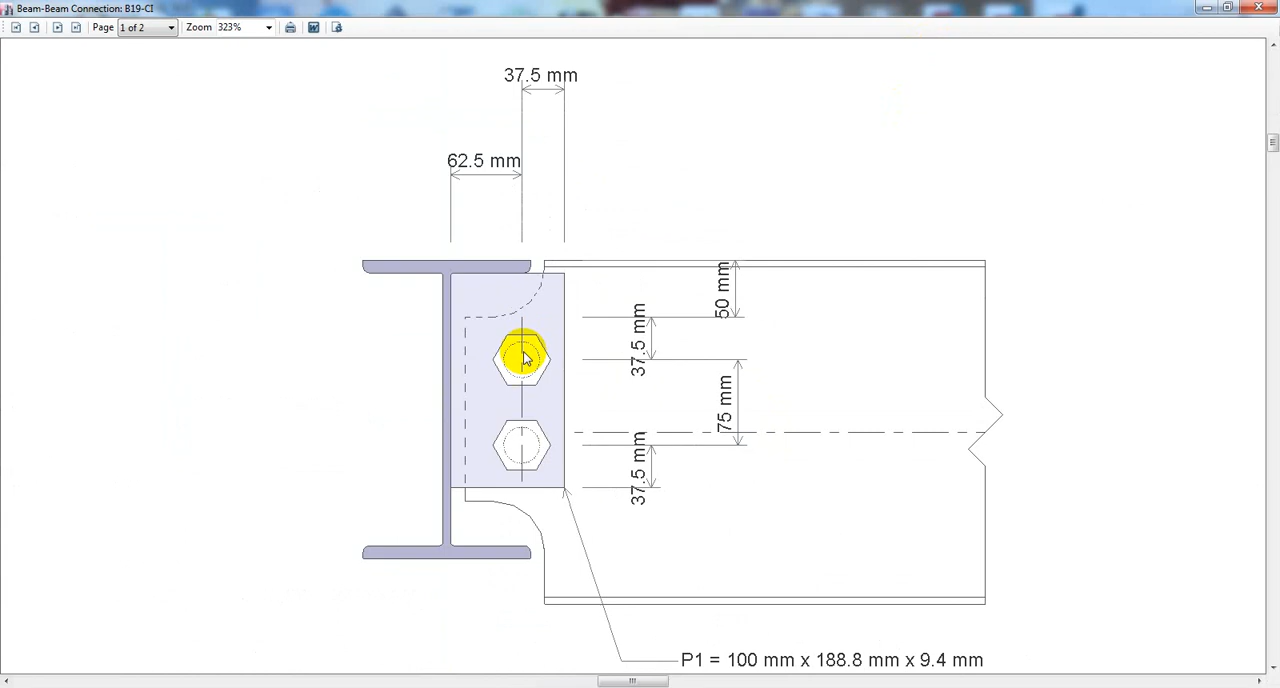 Beam-Beam Connection: B19-CI
Page 1 of 2 Zoom 323%
37.5 mm
62.5 mm
50 mm
37.5 mm
75 mm
37.5 mm
P1 = 100 mm x 188.8 mm x 9.4 mm